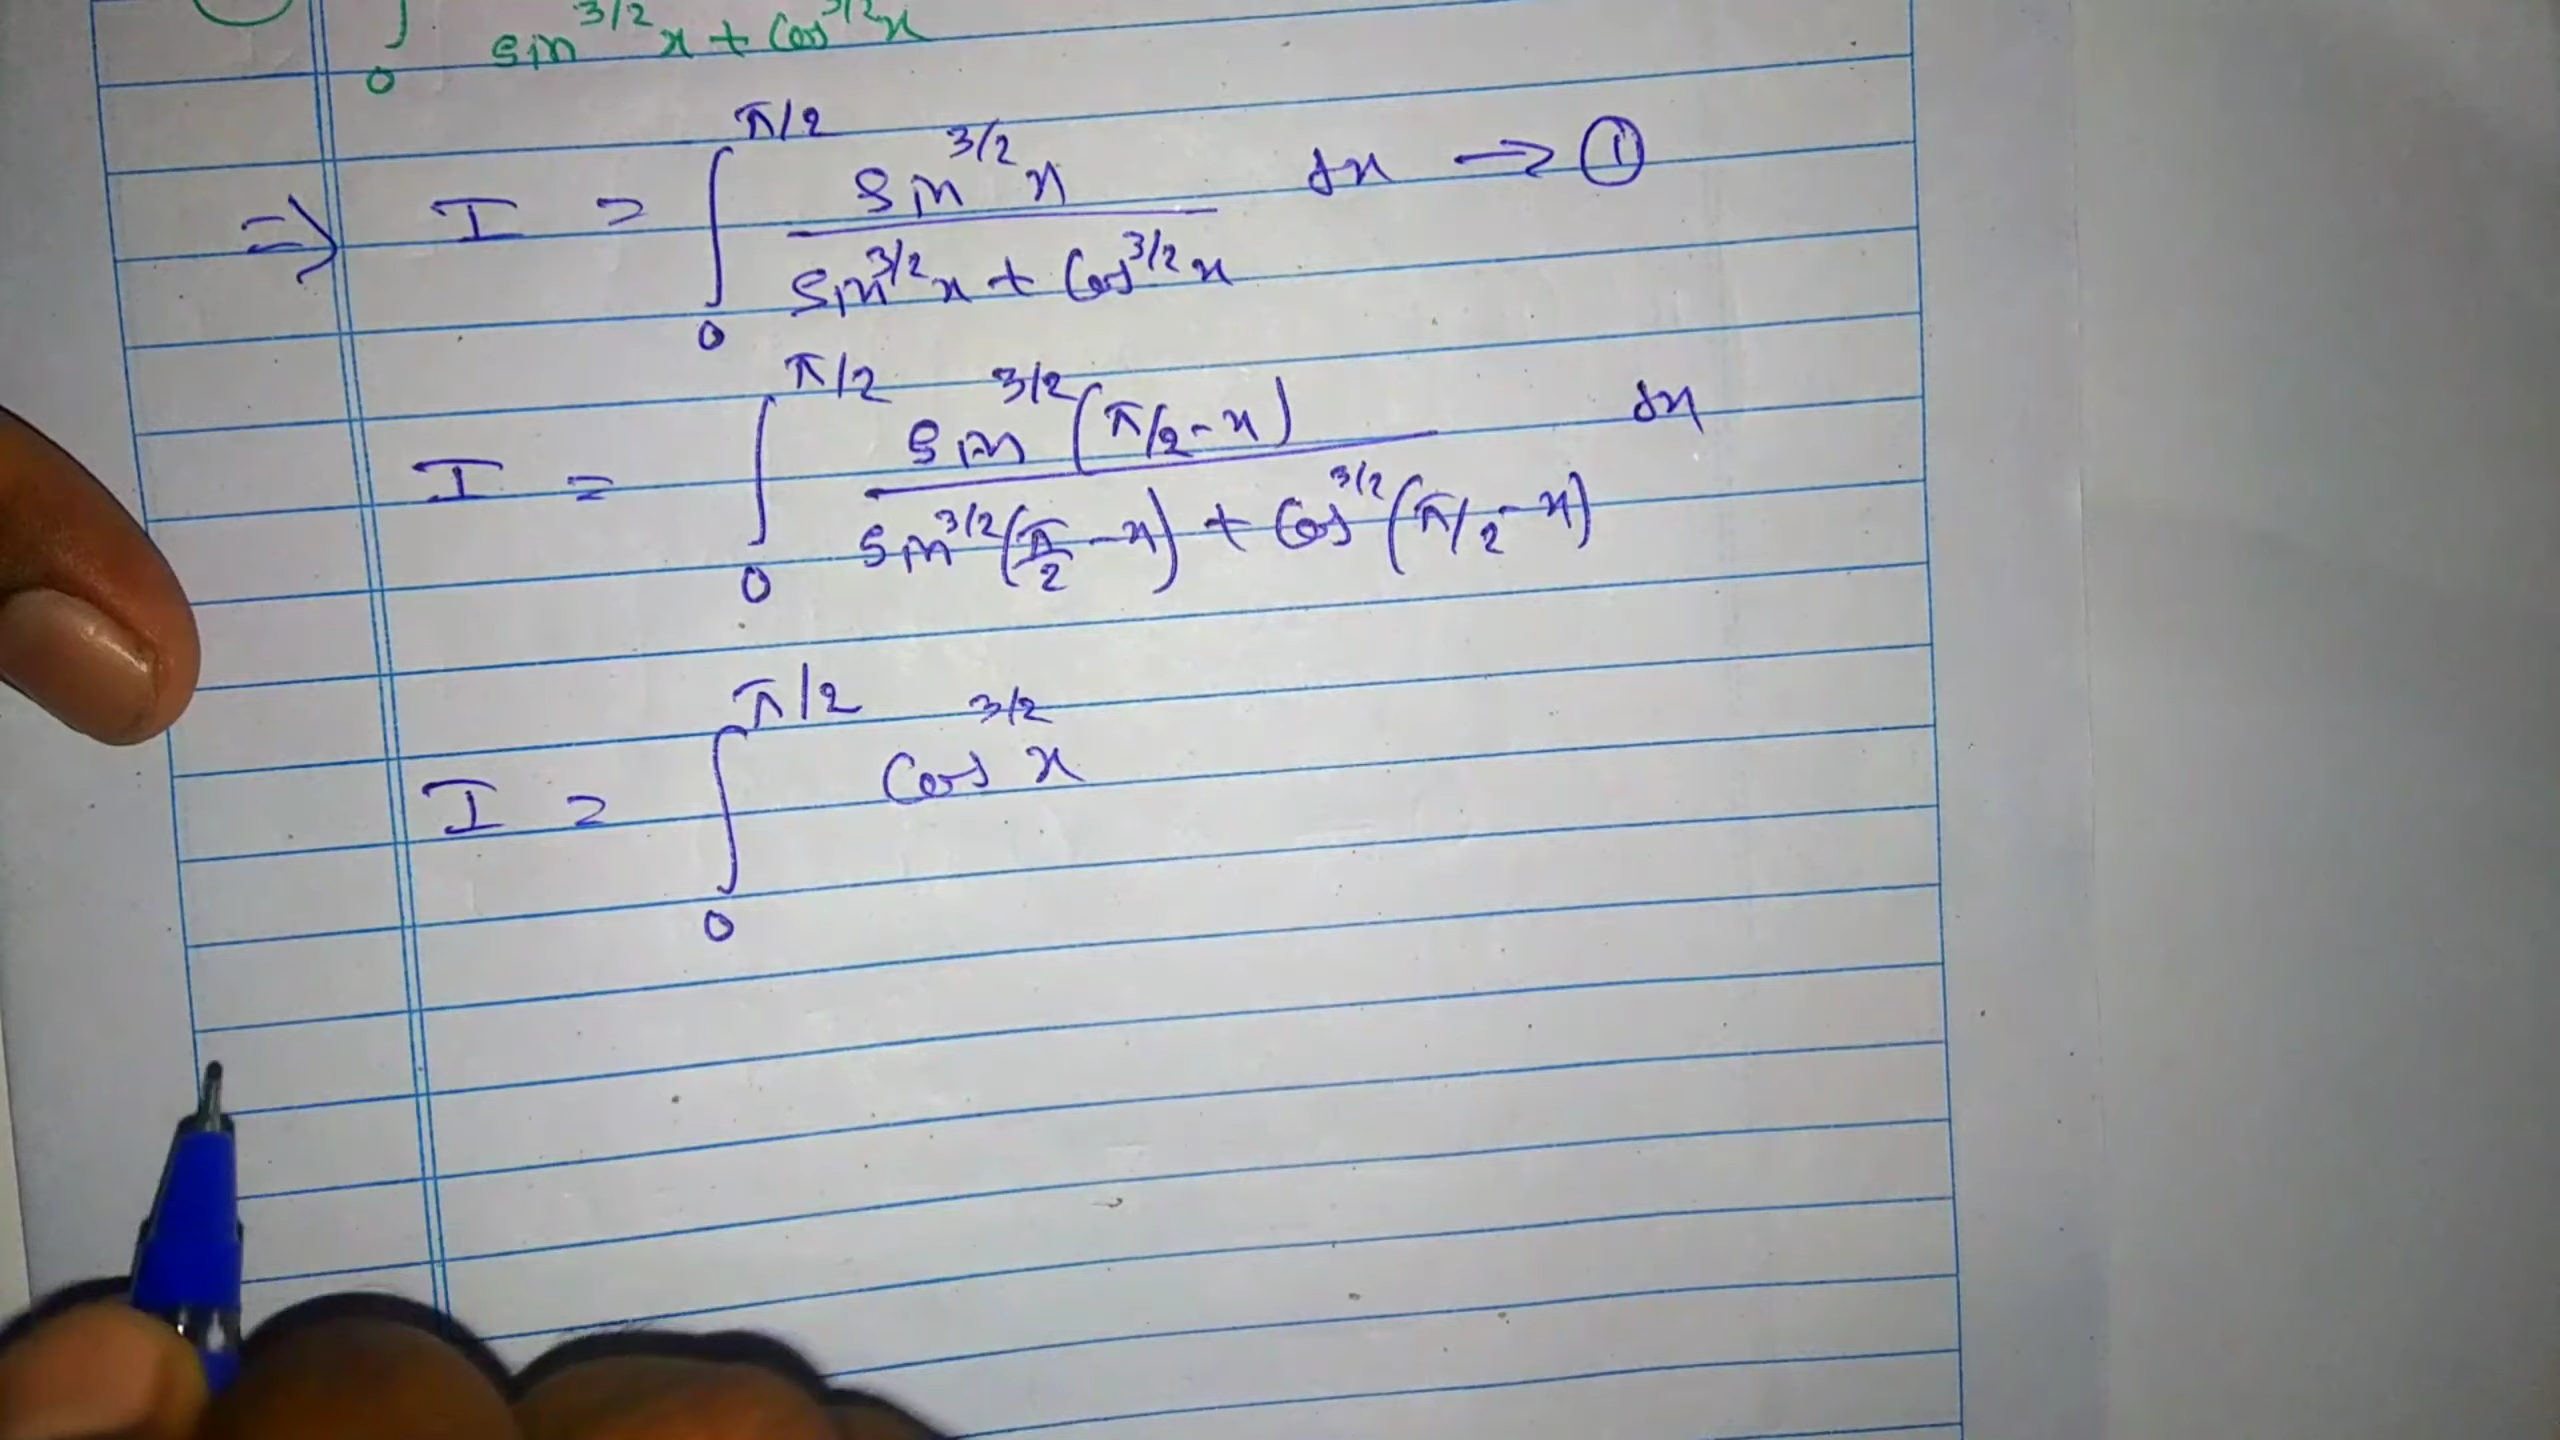 ∫ 0 sin^3/2 x + cos^3/2 x
⇒ I = ∫_0^π/2 sin^3/2 x / sin^3/2 x + cos^3/2 x dx → ①
I = ∫_0^π/2 sin^3/2 (π/2 - x) / sin^3/2 (π/2 - x) + cos^3/2 (π/2 - x) dx
I = ∫_0^π/2 cos^3/2 x